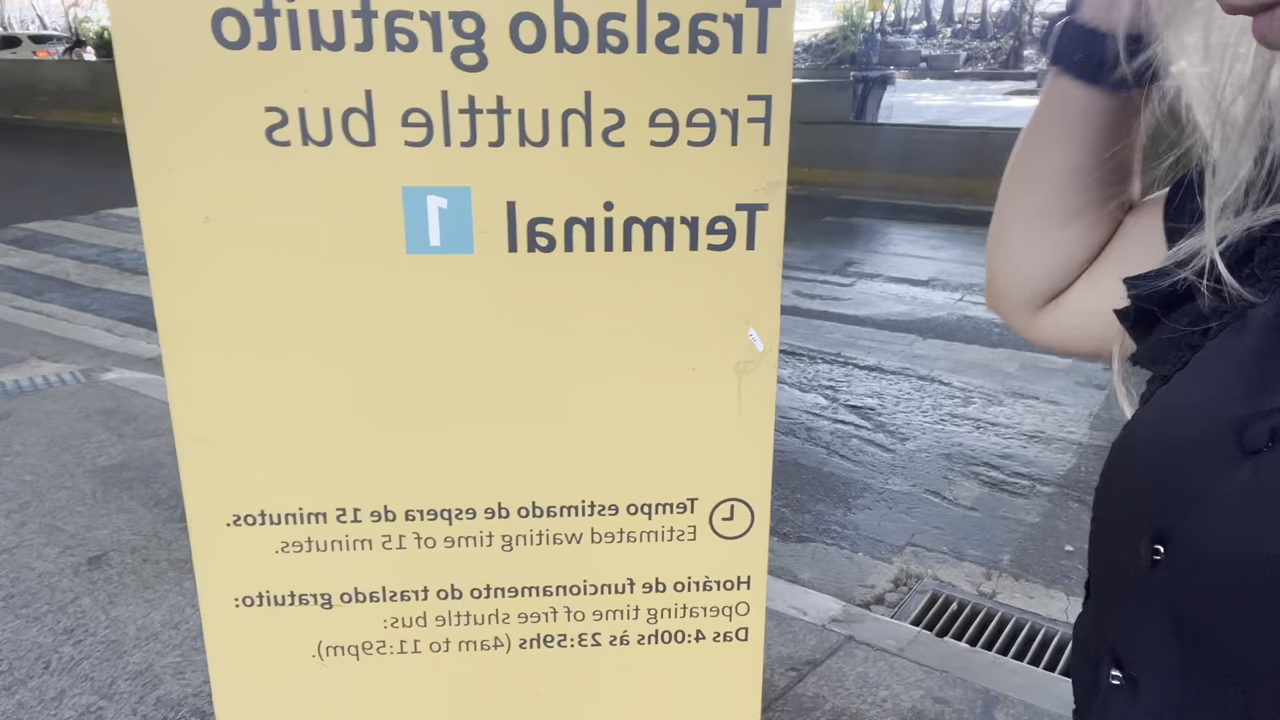 Traslado gratuito
Free shuttle bus
Terminal 1
Tempo estimado de espera de 15 minutos.
Estimated waiting time of 15 minutes.
Horário de funcionamento do traslado gratuito:
Operating time of free shuttle bus:
Das 4:00hs às 23:59hs (4am to 11:59pm).